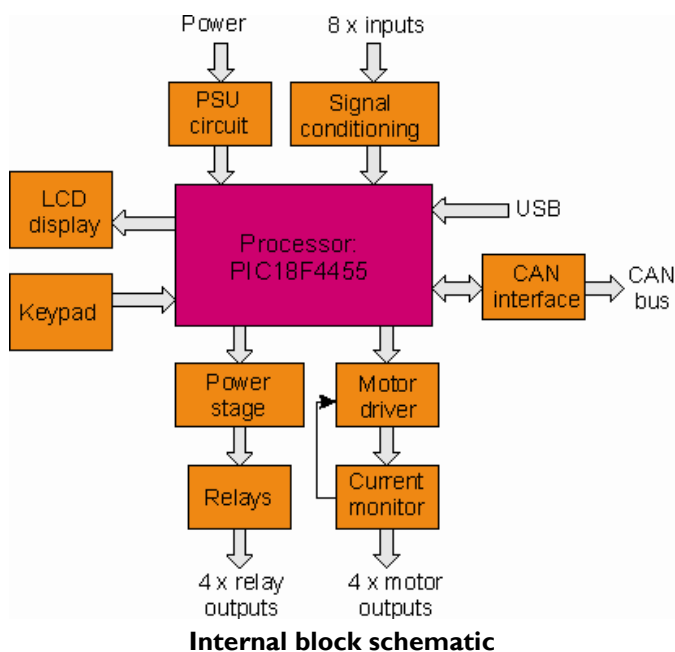 Power
8 x inputs
PSU
circuit
Signal
conditioning
LCD
display
USB
Processor:
PIC18F4455
CAN
interface
CAN
bus
Keypad
Power
stage
Motor
driver
Relays
Current
monitor
4 x relay
outputs
4 x motor
outputs
Internal block schematic